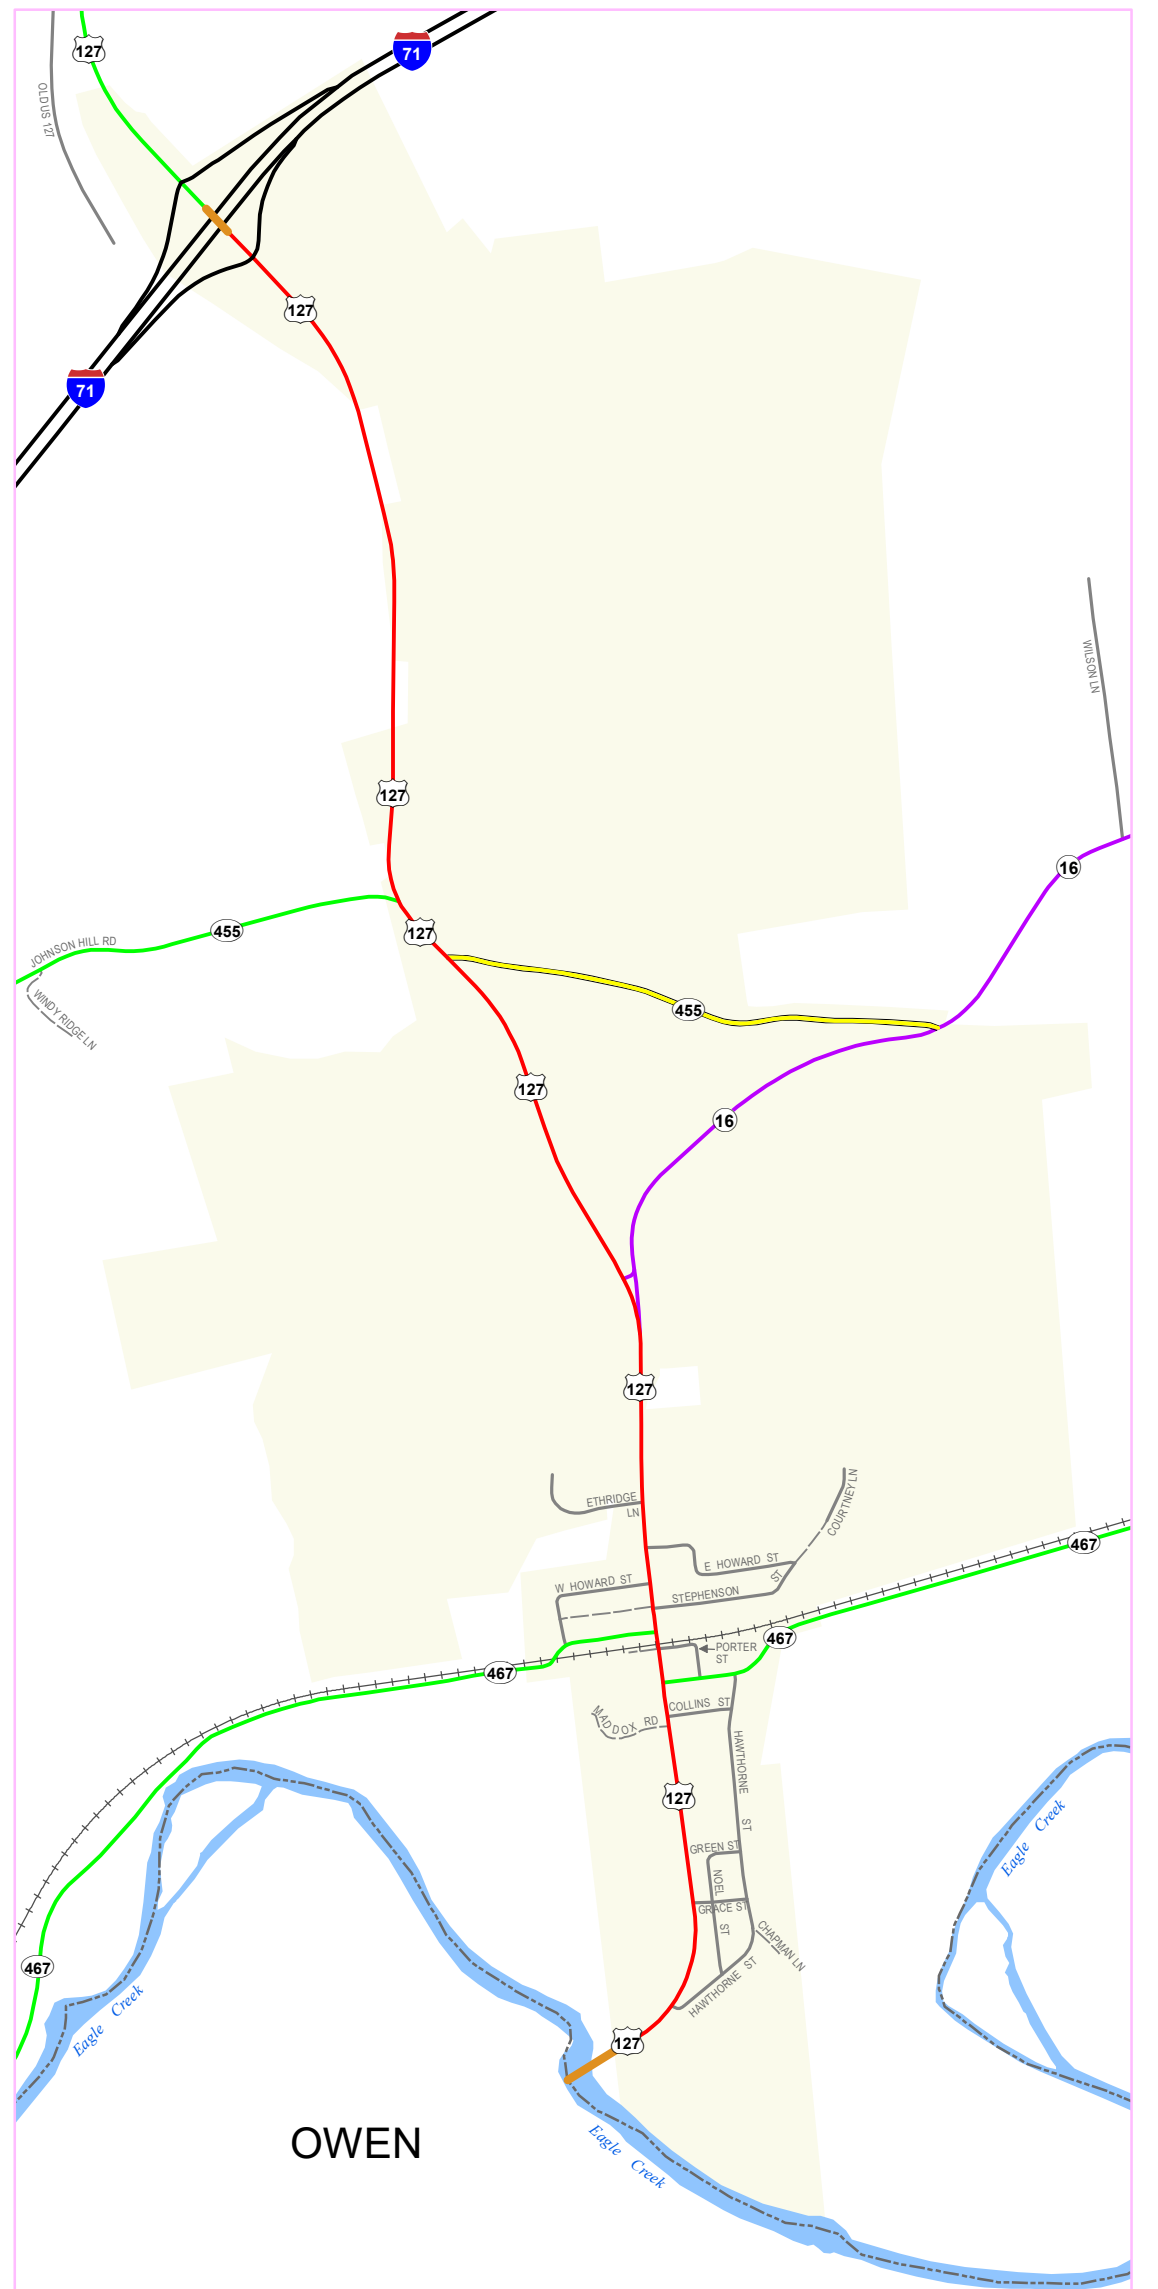 127
71
OLD US 127
127
71
WILSON LN
127
16
455
127
JOHNSON HILL RD
WINDY RIDGE LN
455
127
16
127
ETHRIDGE
LN
COURTNEY LN
467
E HOWARD ST
W HOWARD ST
STEPHENSON ST
467
PORTER
ST
467
MADDOX RD
COLLINS ST
HAWTHORNE ST
127
Eagle Creek
GREEN ST
NOEL ST
GRACE ST
CHAPMAN LN
467
HAWTHORNE ST
Eagle Creek
127
OWEN
Eagle Creek